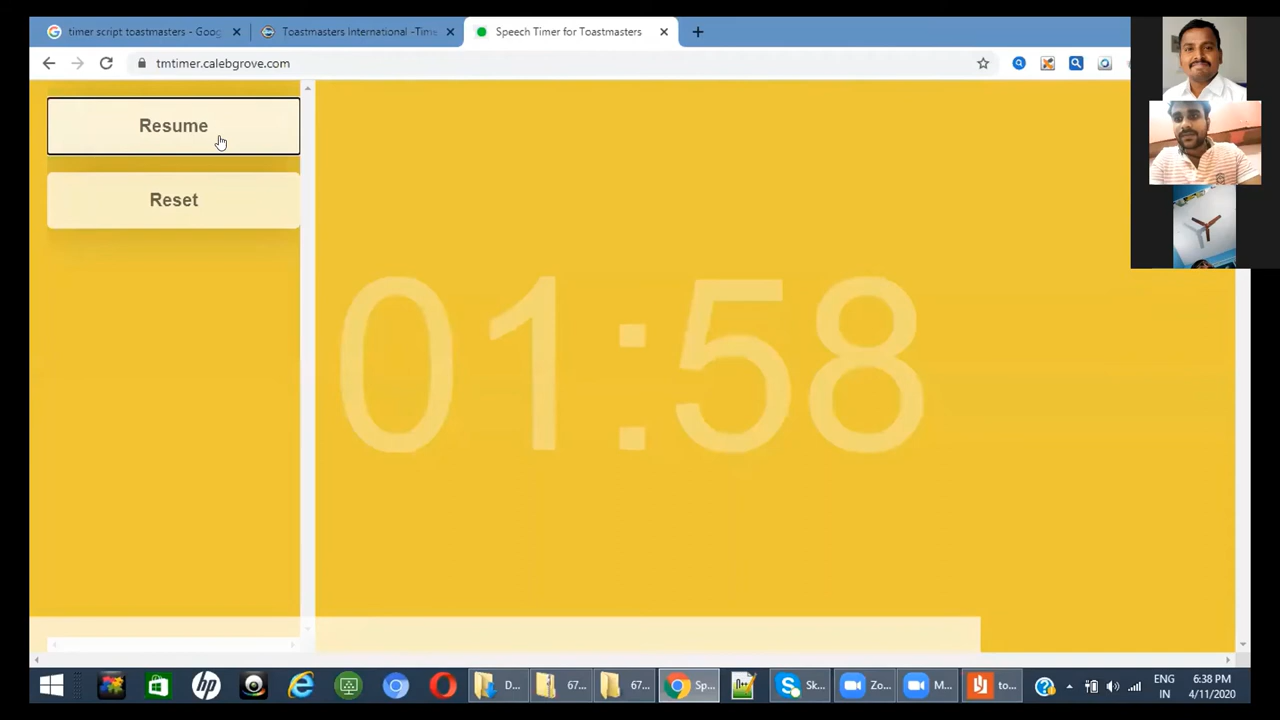 timer script toastmasters - Goog
Toastmasters International -Time
Speech Timer for Toastmasters
tmtimer.calebgrove.com
Resume
Reset
01:58
D...
67...
67...
Sp...
Sk...
Zo...
M...
to...
ENG
IN
6:38 PM
4/11/2020